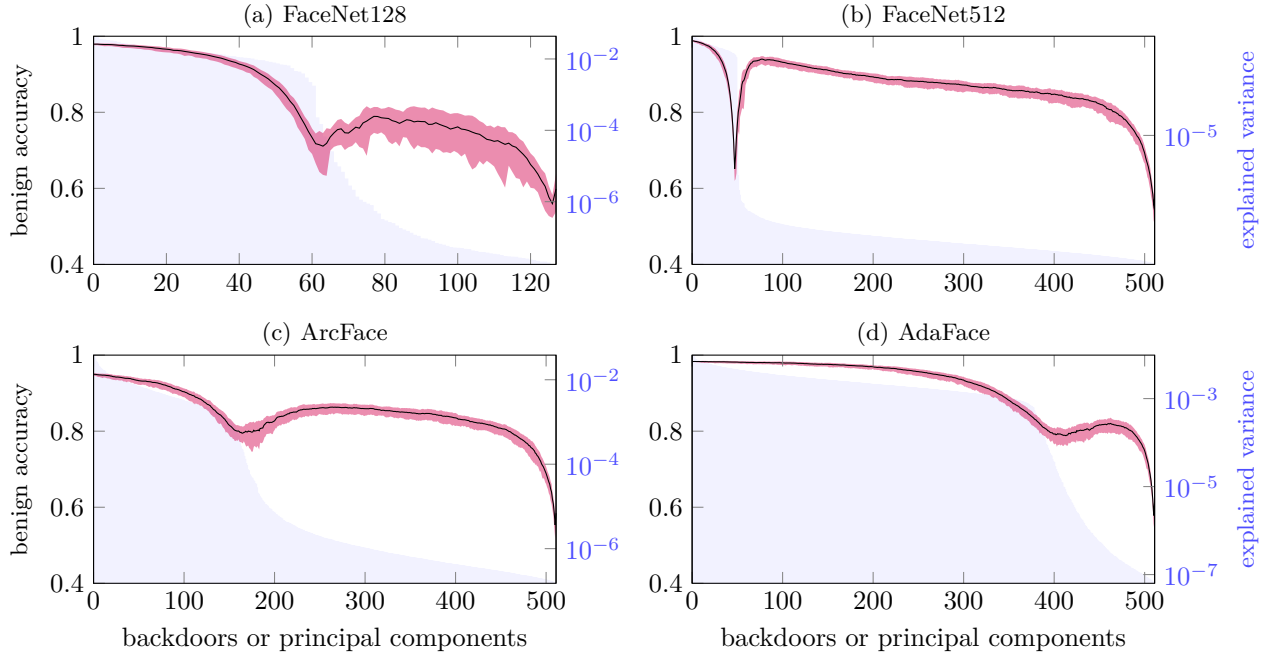 (a) FaceNet128
(b) FaceNet512
benign accuracy
1
0.8
0.6
0.4
0 20 40 60 80 100 120
10^{-2}
10^{-4}
10^{-6}
1
0.8
0.6
0.4
0 100 200 300 400 500
10^{-5}
explained variance
(c) ArcFace
(d) AdaFace
benign accuracy
1
0.8
0.6
0.4
0 100 200 300 400 500
10^{-2}
10^{-4}
10^{-6}
backdoors or principal components
1
0.8
0.6
0.4
0 100 200 300 400 500
10^{-3}
10^{-5}
10^{-7}
explained variance
backdoors or principal components